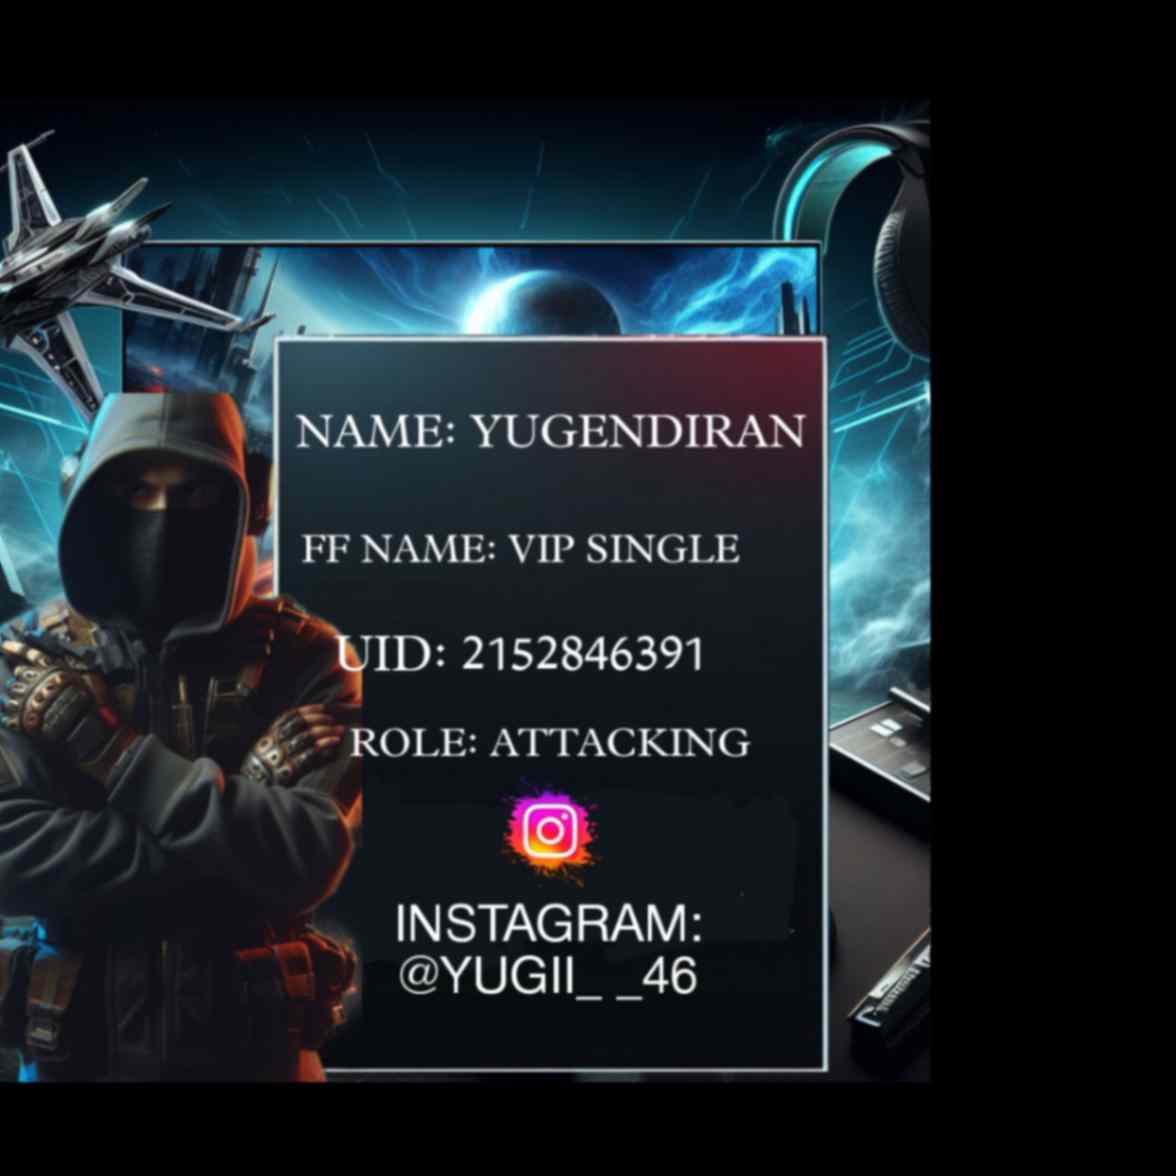 NAME: YUGENDIRAN
FF NAME: VIP SINGLE
UID: 2152846391
ROLE: ATTACKING
INSTAGRAM:
@YUGII_ _46